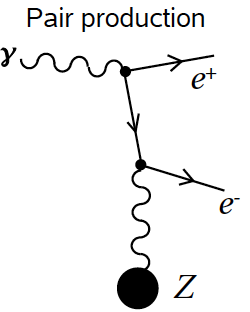 Pair production
γ
e⁺
e⁻
Z